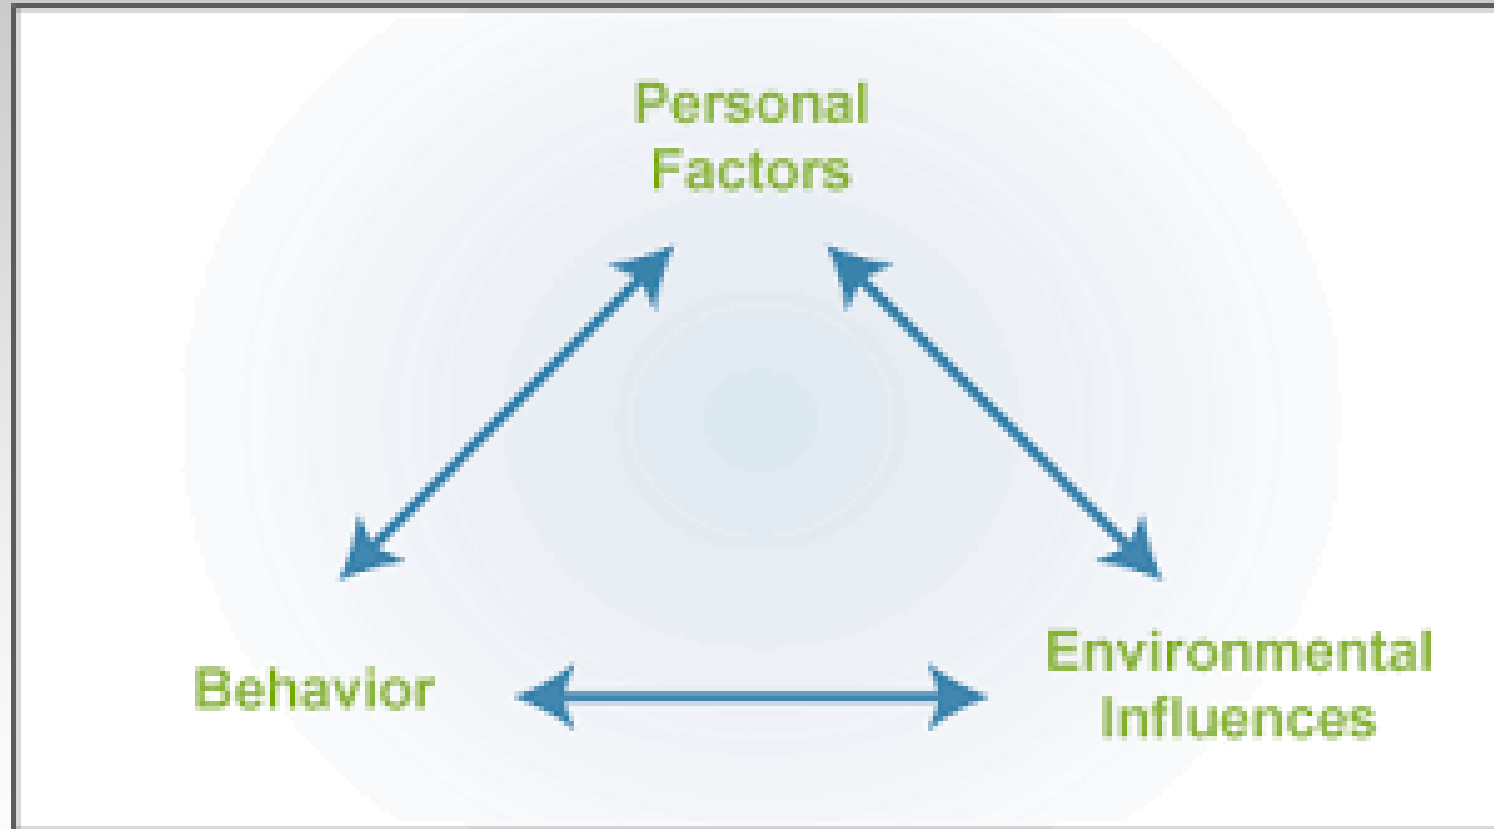 Personal
Factors
Behavior
Environmental
Influences